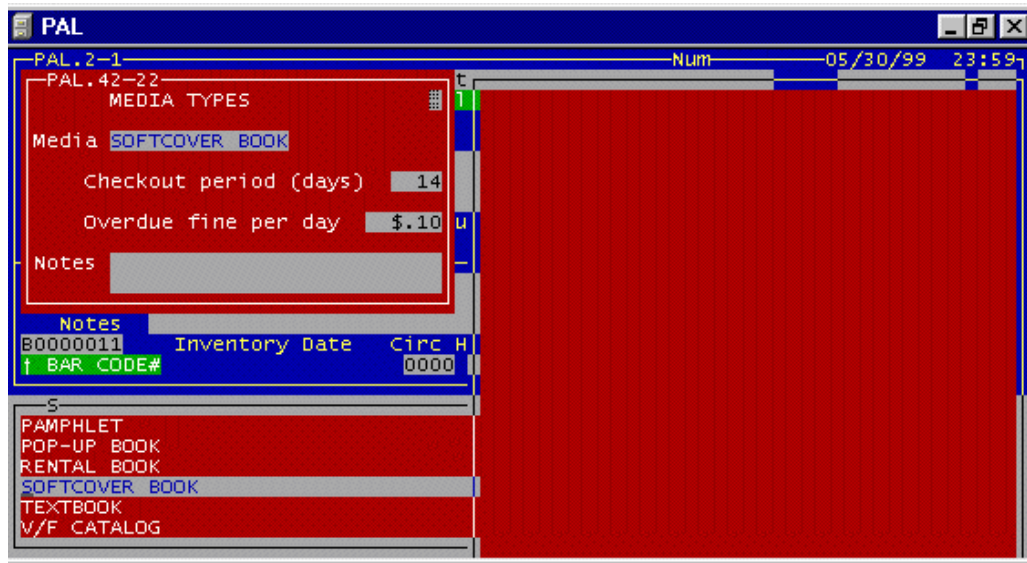 PAL
PAL.2-1 Num 05/30/99 23:59
PAL.42-22 t
MEDIA TYPES l
Media SOFTCOVER BOOK
Checkout period (days) 14
Overdue fine per day $.10 u
Notes
Notes
B0000011 Inventory Date Circ H
↑ BAR CODE# 0000
S
PAMPHLET
POP-UP BOOK
RENTAL BOOK
SOFTCOVER BOOK
TEXTBOOK
V/F CATALOG